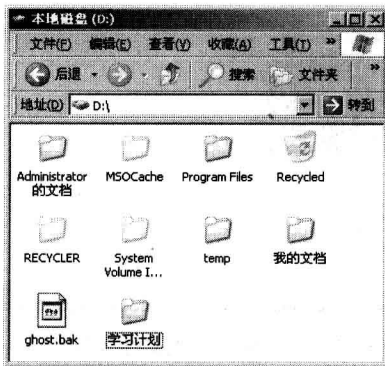 本地磁盘 (D:)
文件(F) 编辑(E) 查看(V) 收藏(A) 工具(T) »
后退 搜索 文件夹 »
地址(D) D:\ 转到
Administrator 的文档 MSOCache Program Files Recycled
RECYCLER System Volume I... temp 我的文档
ghost.bak 学习计划